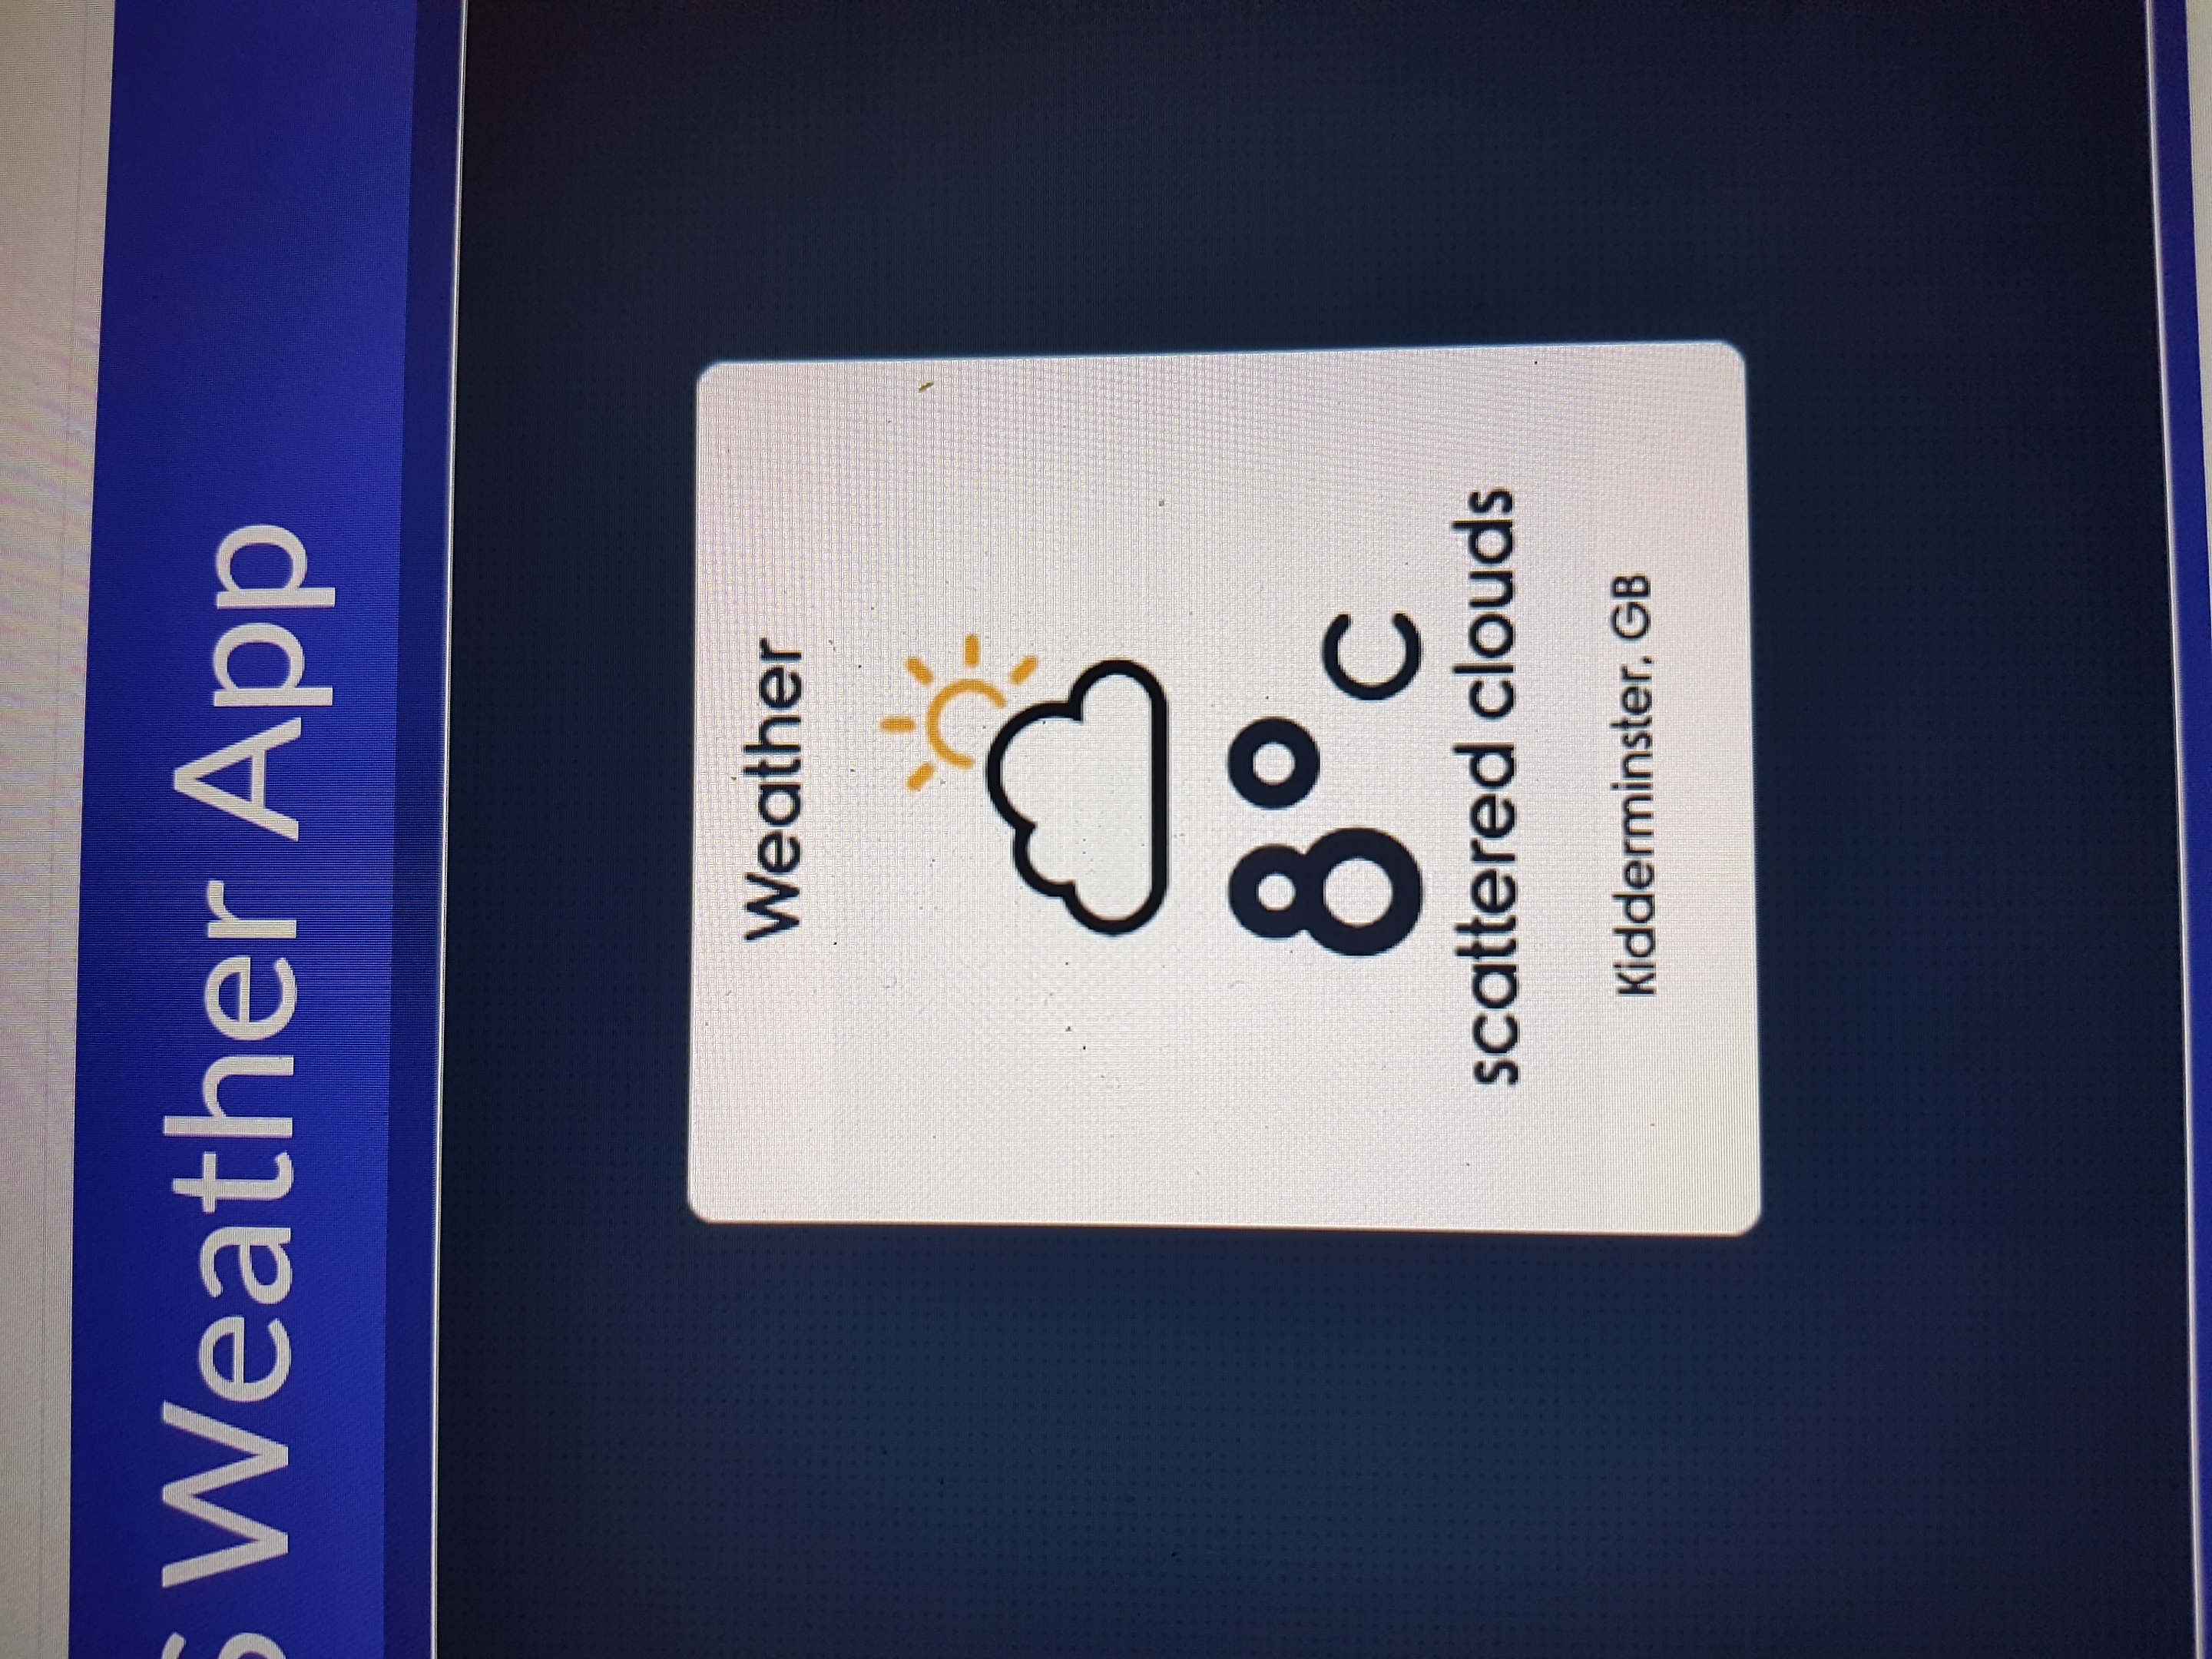 S Weather App
Weather
8° c
scattered clouds
Kidderminster, GB